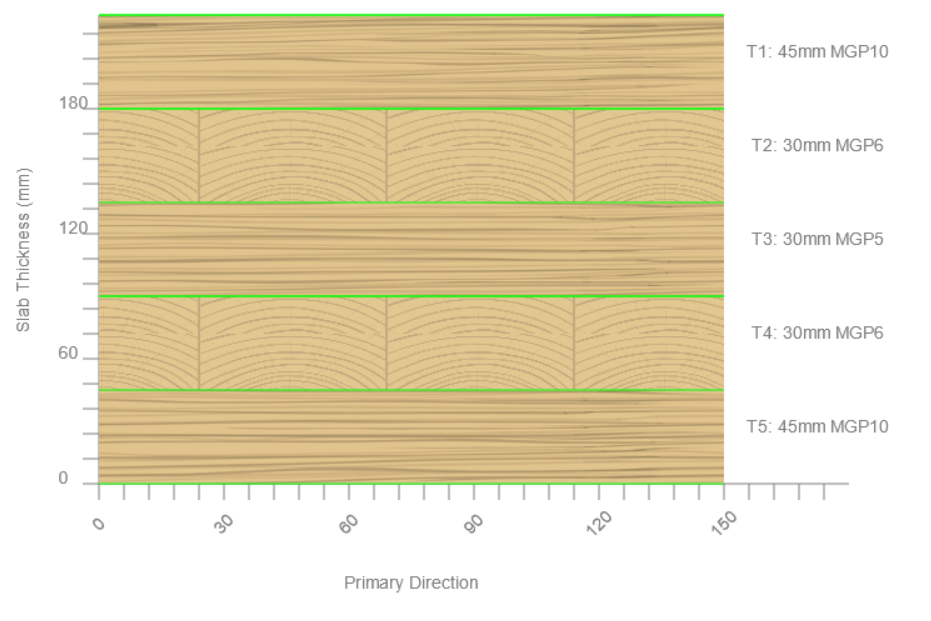 T1: 45mm MGP10
180
T2: 30mm MGP6
Slab Thickness (mm)
120
T3: 30mm MGP5
60
T4: 30mm MGP6
T5: 45mm MGP10
0
0
30
60
90
120
150
Primary Direction